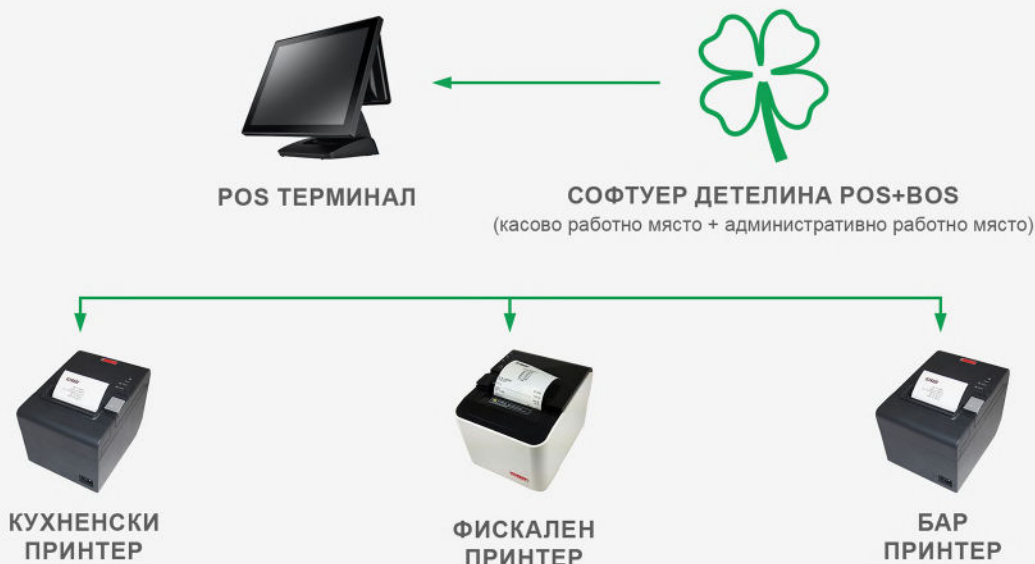 POS ТЕРМИНАЛ
СОФТУЕР ДЕТЕЛИНА POS+BOS
(касово работно място + административно работно място)
КУХНЕНСКИ
ПРИНТЕР
ФИСКАЛЕН
ПРИНТЕР
БАР
ПРИНТЕР